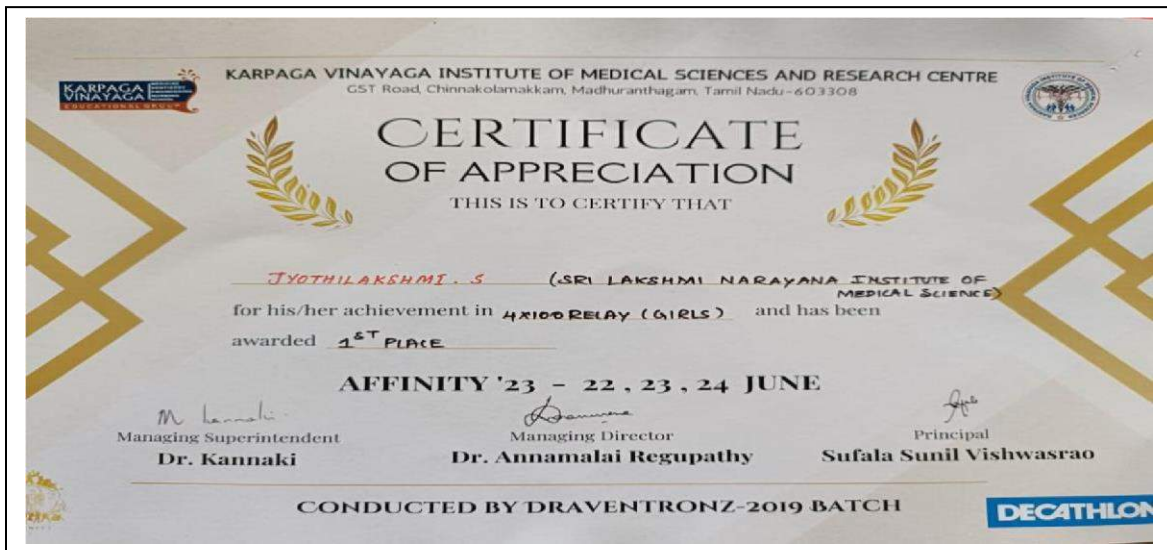 KARPAGA VINAYAGA INSTITUTE OF MEDICAL SCIENCES AND RESEARCH CENTRE
GST Road, Chinnakolamakkam, Madhuranthagam, Tamil Nadu-603308
KARPAGA
VINAYAGA
EDUCATIONAL GROUP
CERTIFICATE
OF APPRECIATION
THIS IS TO CERTIFY THAT
JYOTHILAKSHMI. S (SRI LAKSHMI NARAYANA INSTITUTE OF
MEDICAL SCIENCE)
for his/her achievement in 4X100 RELAY (GIRLS) and has been
awarded 1ST PLACE
AFFINITY '23 - 22, 23, 24 JUNE
Managing Superintendent
Dr. Kannaki
Managing Director
Dr. Annamalai Regupathy
Principal
Sufala Sunil Vishwasrao
CONDUCTED BY DRAVENTRONZ-2019 BATCH
DECATHLON